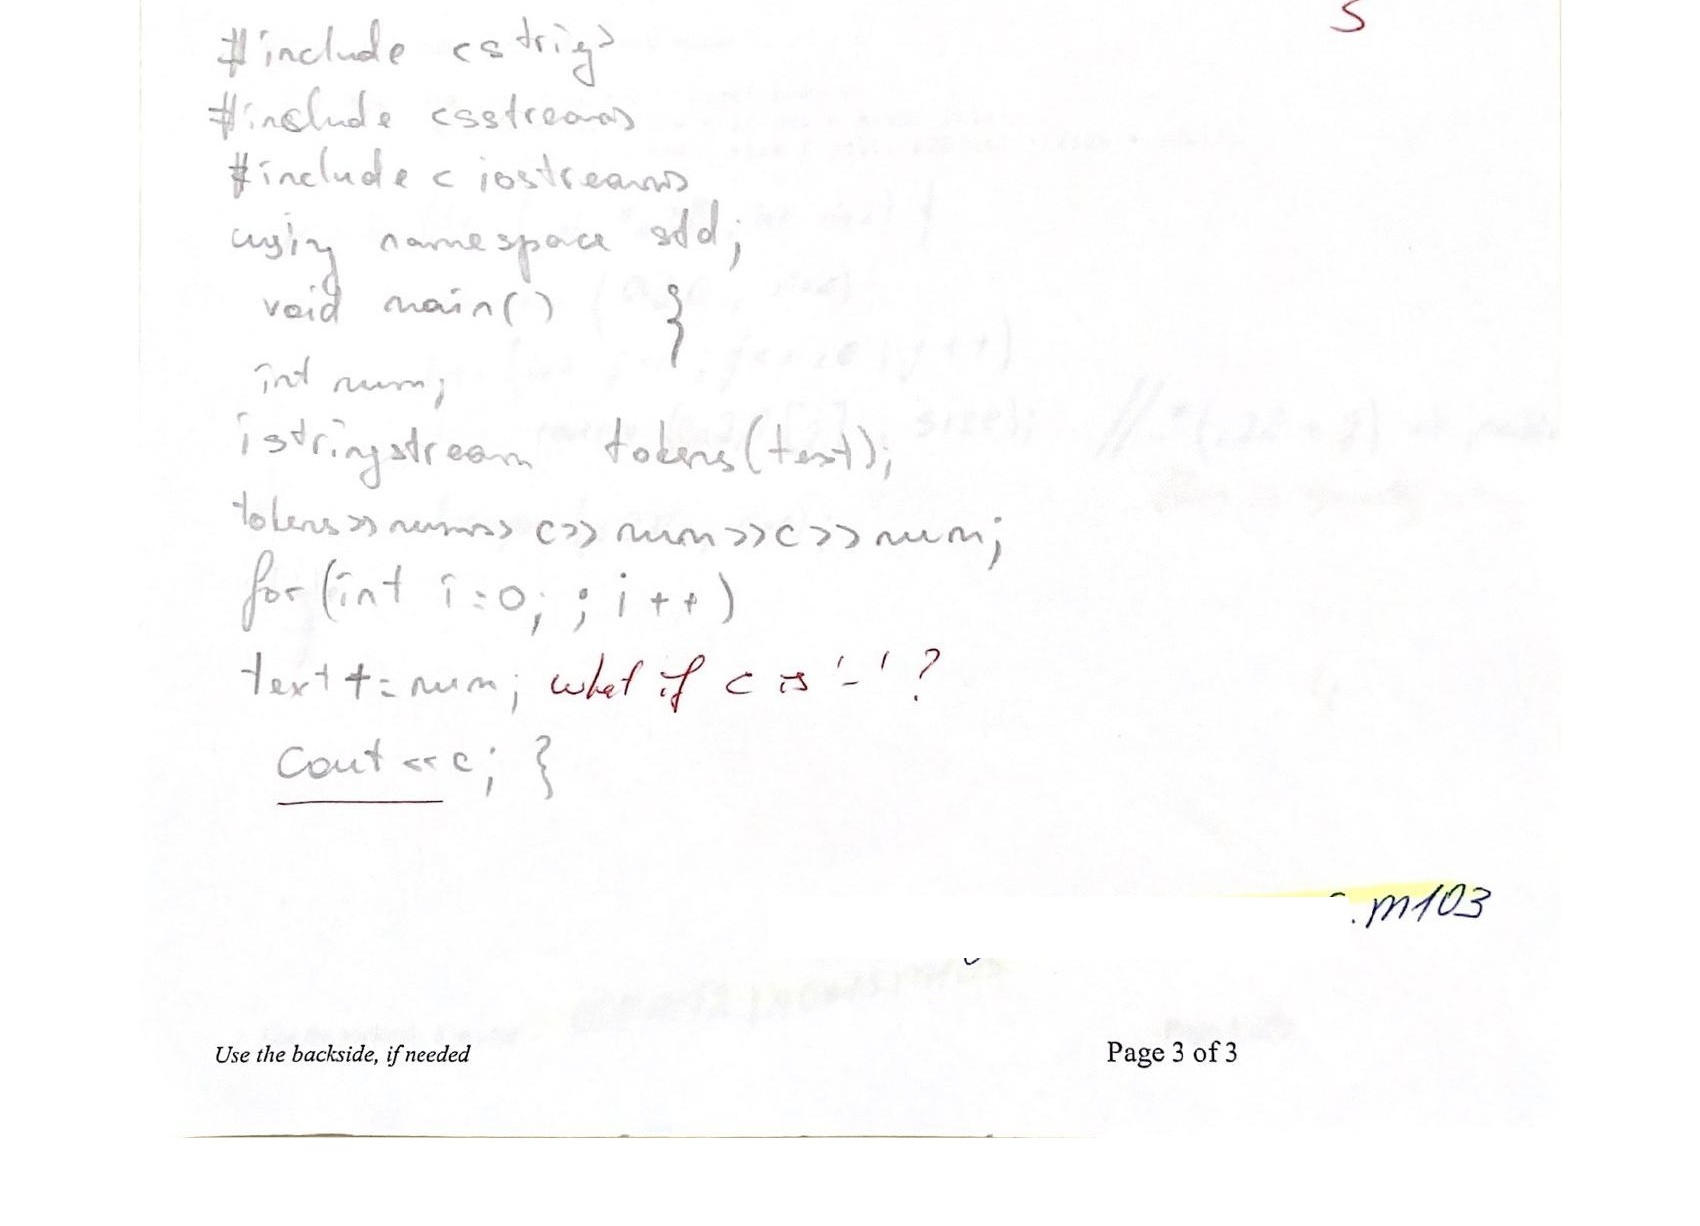 S
#include <strig>
#include <sstream>
#include < iostream>
using namespace std;
void main() }
int num;
istringstream tokens(text);
tokens>>num>> c>> num>>c>>num;
for(int i=0; ; i++)
text+=num; what if c is '-' ?
cout<<c; }
.m103
Use the backside, if needed
Page 3 of 3